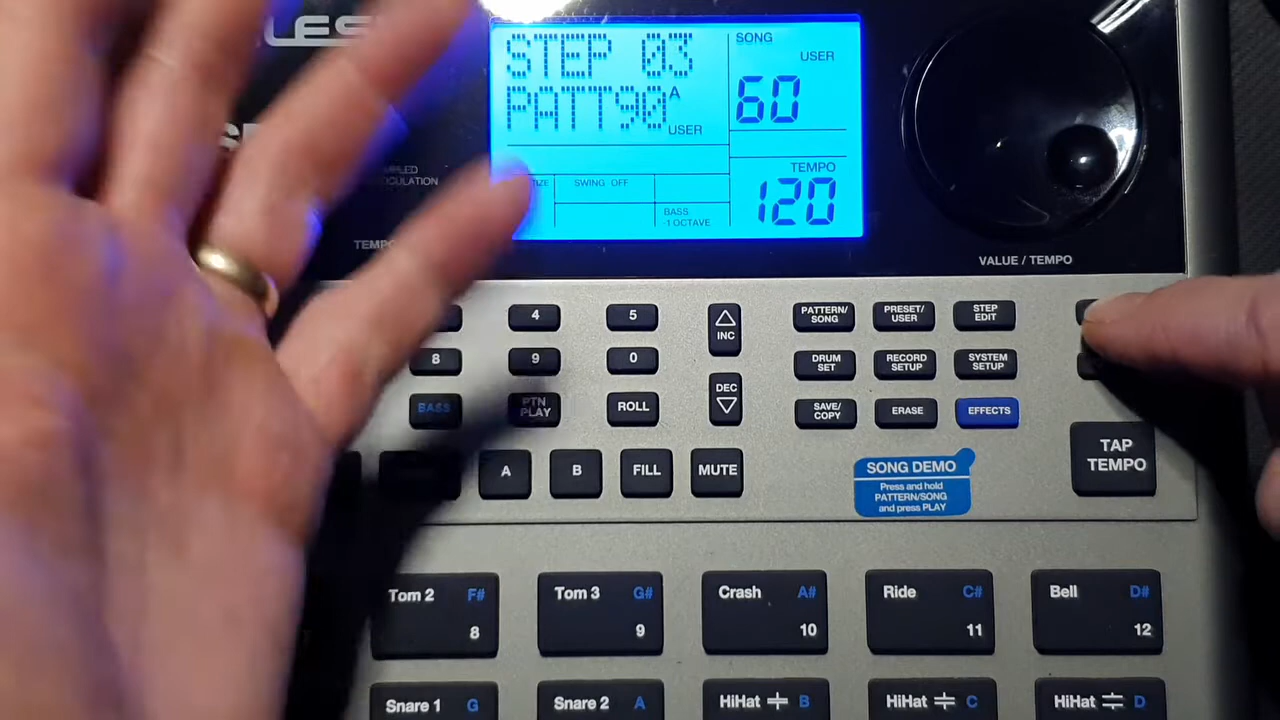 STEP 03
PATT90 A
USER
SONG
USER
60
TEMPO
120
SWING OFF
BASS
-1 OCTAVE
VALUE / TEMPO
4
5
INC
PATTERN/
SONG
PRESET/
USER
STEP
EDIT
8
9
0
DEC
DRUM
SET
RECORD
SETUP
SYSTEM
SETUP
BASS
PTN
PLAY
ROLL
SAVE/
COPY
ERASE
EFFECTS
TAP
TEMPO
A
B
FILL
MUTE
SONG DEMO
Press and hold
PATTERN/SONG
and press PLAY
Tom 2 F#
8
Tom 3 G#
9
Crash A#
10
Ride C#
11
Bell D#
12
Snare 1 G
Snare 2 A
HiHat B
HiHat C
HiHat D